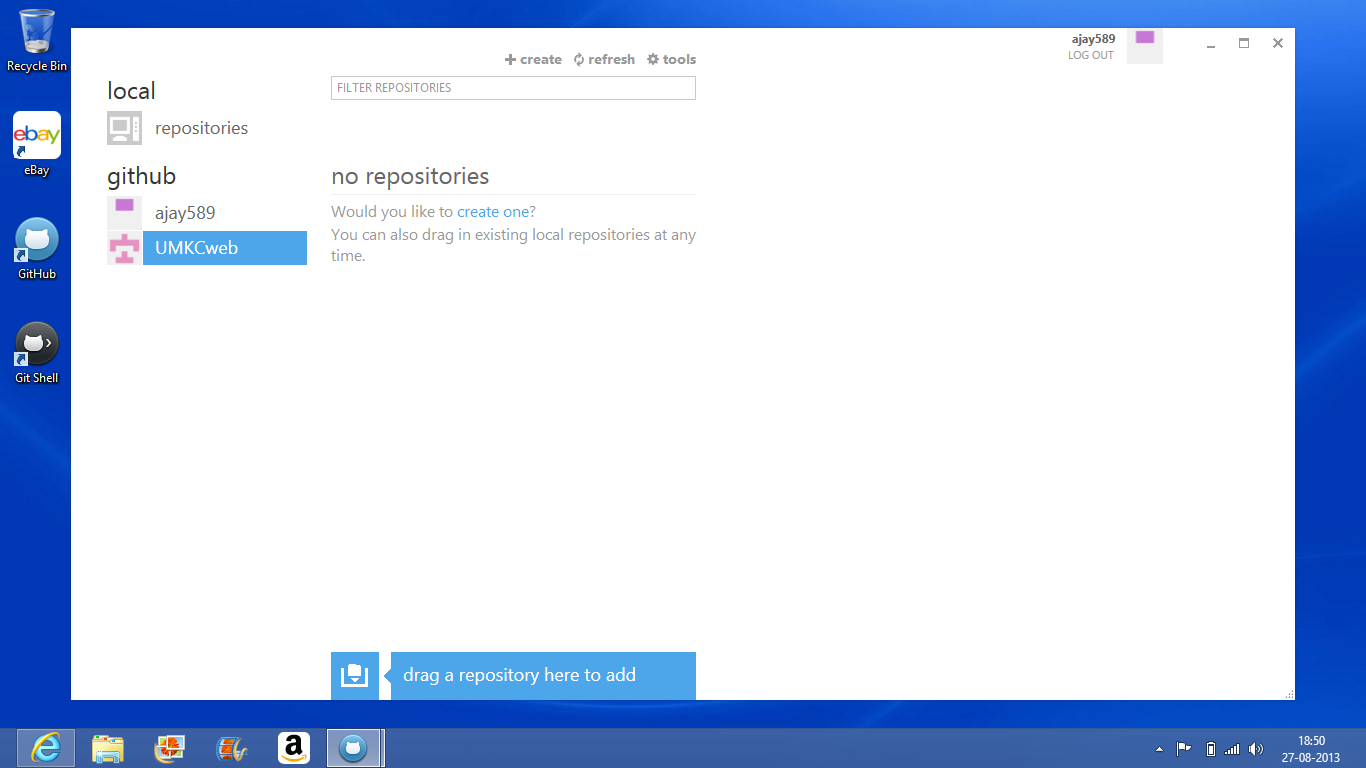 Recycle Bin
ebay
eBay
GitHub
Git Shell
ajay589
LOG OUT
create refresh tools
FILTER REPOSITORIES
local
repositories
github
ajay589
UMKCweb
no repositories
Would you like to create one?
You can also drag in existing local repositories at any
time.
drag a repository here to add
a
18:50
27-08-2013